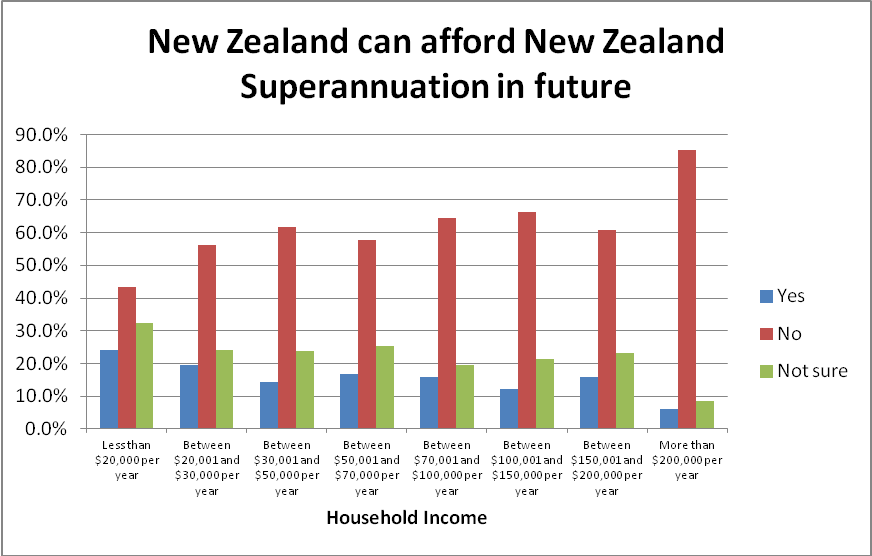 New Zealand can afford New Zealand
Superannuation in future
90.0%
80.0%
70.0%
60.0%
50.0%
40.0%
30.0%
20.0%
10.0%
0.0%
Less than
$20,000 per
year
Between
$20,001 and
$30,000 per
year
Between
$30,001 and
$50,000 per
year
Between
$50,001 and
$70,000 per
year
Between
$70,001 and
$100,000 per
year
Between
$100,001 and
$150,000 per
year
Between
$150,001 and
$200,000 per
year
More than
$200,000 per
year
Household Income
Yes
No
Not sure